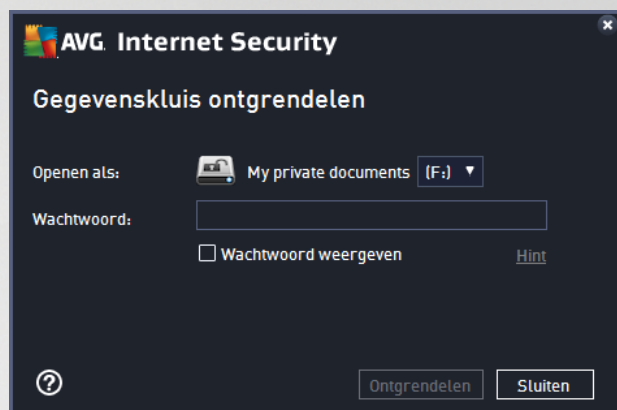 AVG. Internet Security
Gegevenskluis ontgrendelen
Openen als: My private documents (F:)
Wachtwoord:
Wachtwoord weergeven Hint
? Ontgrendelen Sluiten